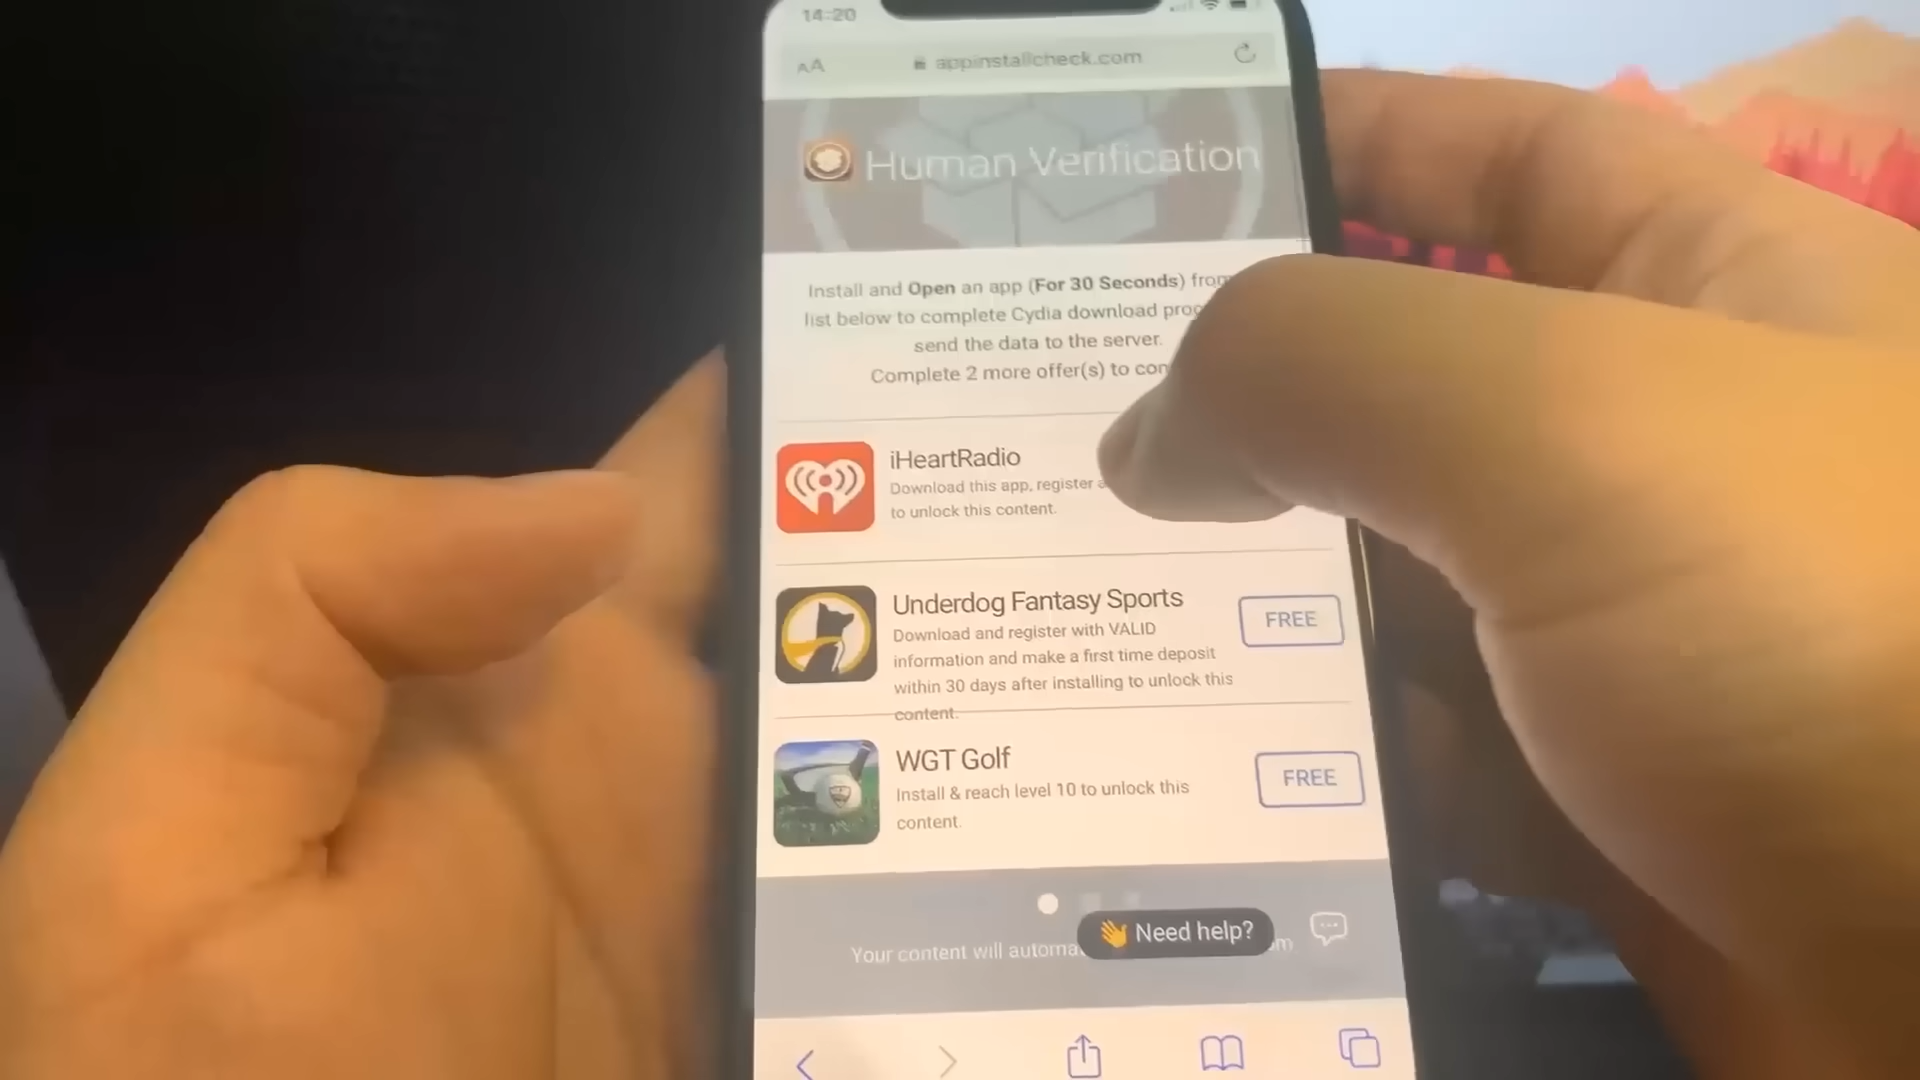 14:20
AA appinstallcheck.com
Human Verification
Install and Open an app (For 30 Seconds) from
list below to complete Cydia download
send the data to the server.
Complete 2 more offer(s) to
iHeartRadio
Download this app, register
to unlock this content.
Underdog Fantasy Sports
Download and register with VALID
information and make a first time deposit
within 30 days after installing to unlock this
content.
FREE
WGT Golf
Install & reach level 10 to unlock this
content.
FREE
Need help?
Your content will